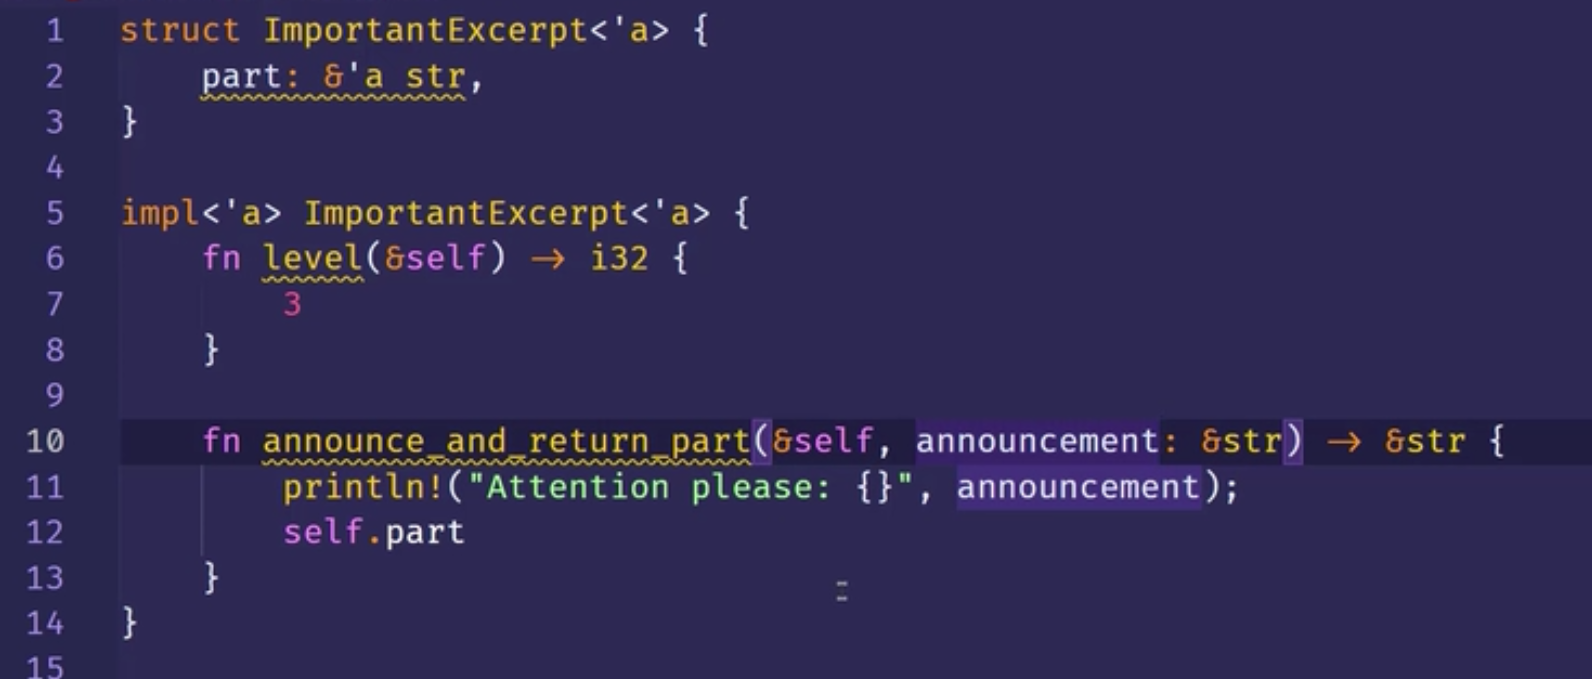 1 struct ImportantExcerpt<'a> {
2     part: &'a str,
3 }
4
5 impl<'a> ImportantExcerpt<'a> {
6     fn level(&self) → i32 {
7         3
8     }
9
10     fn announce_and_return_part(&self, announcement: &str) → &str {
11         println!("Attention please: {}", announcement);
12         self.part
13     }
14 }
15